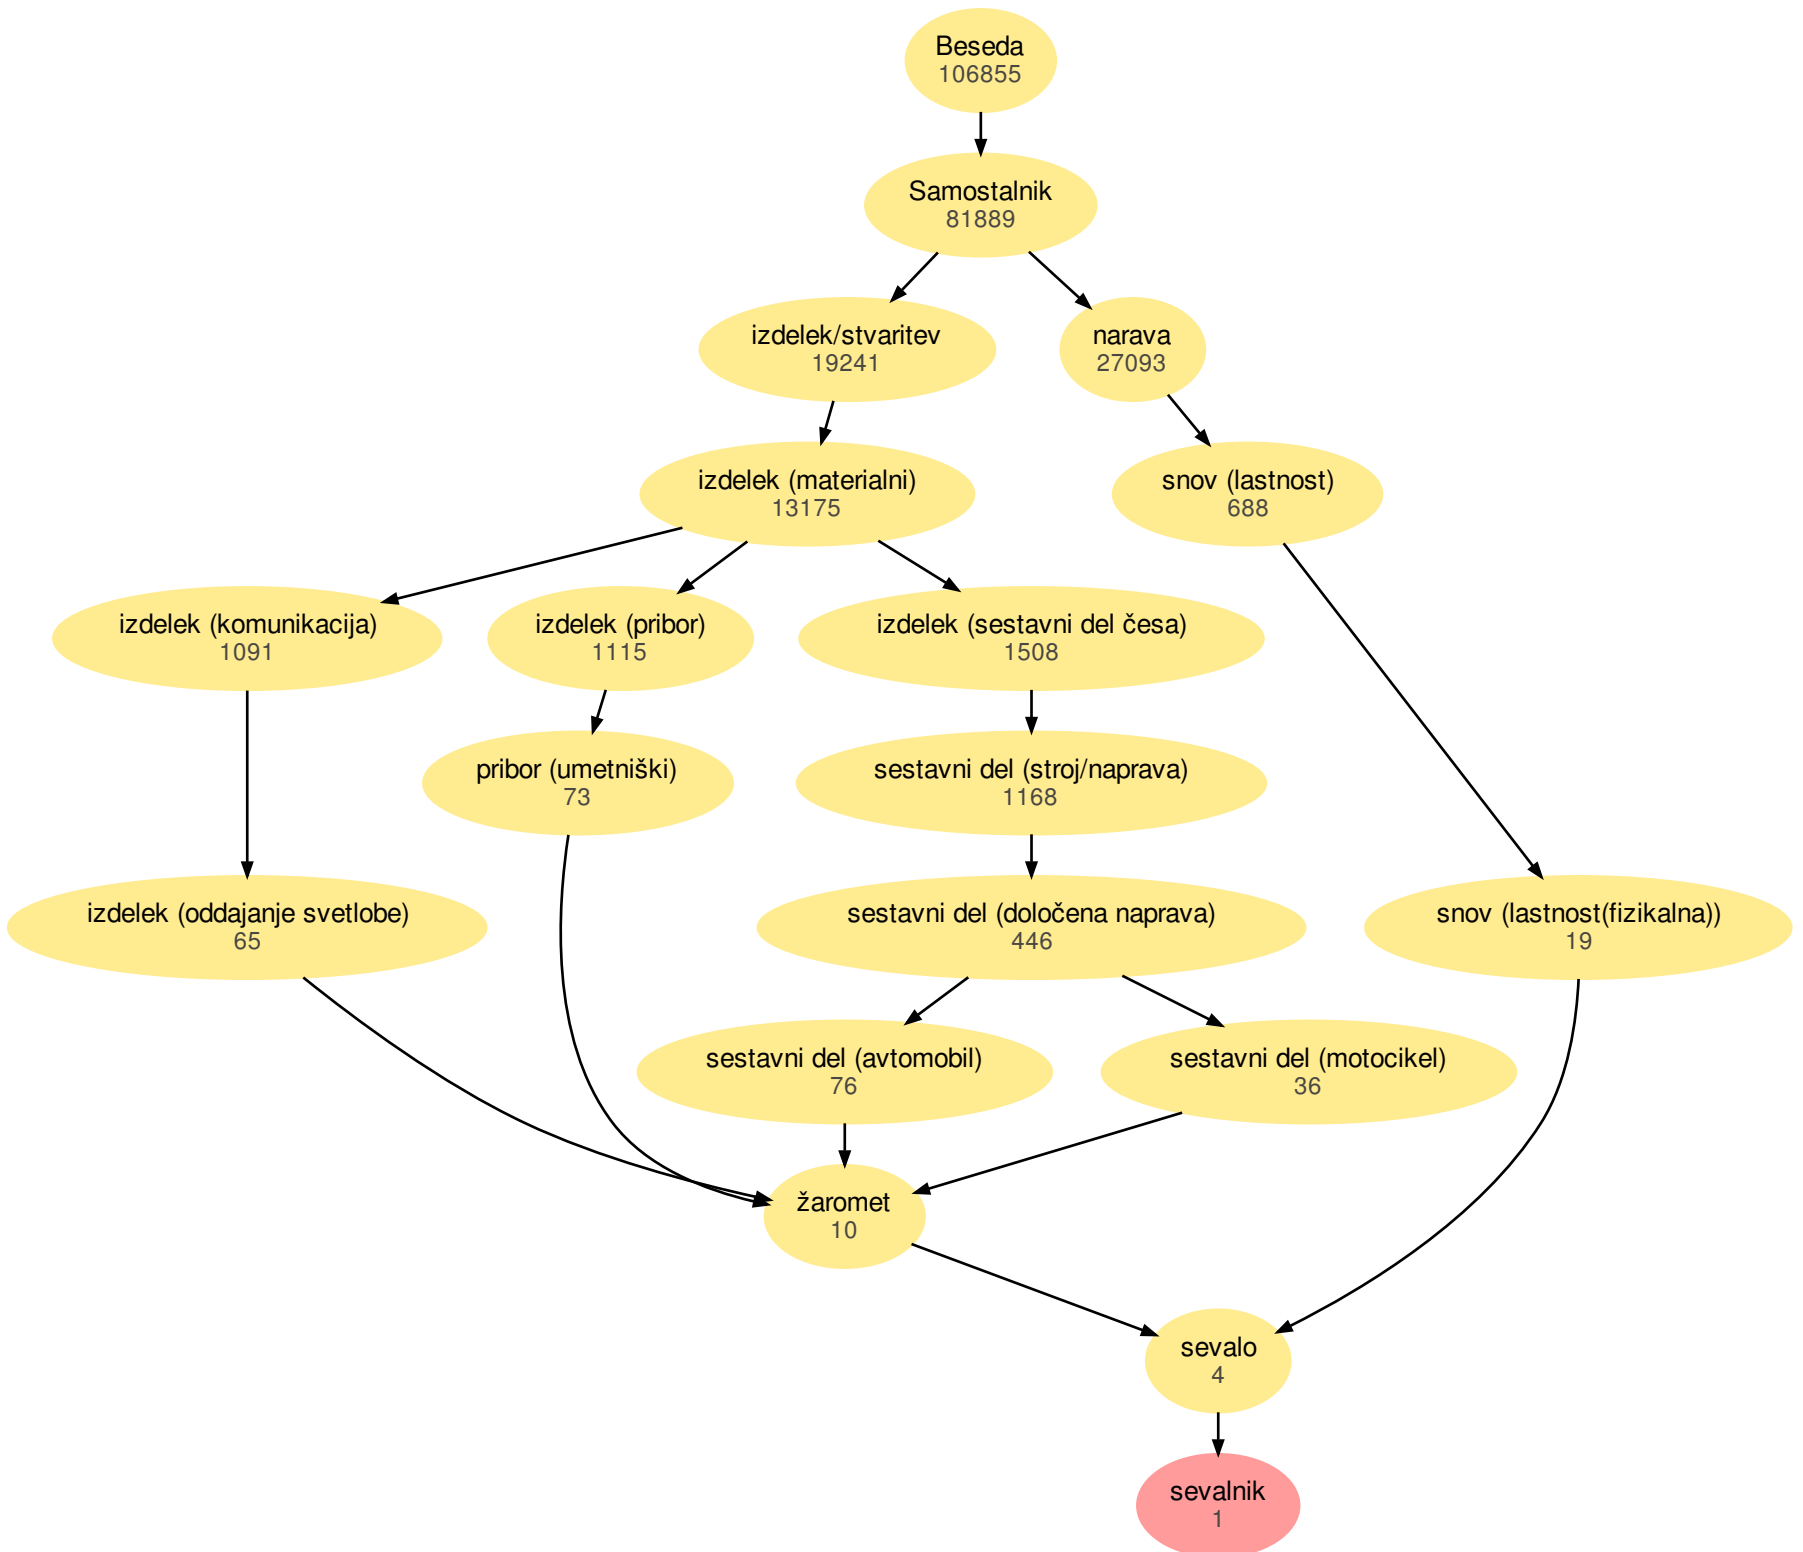 Beseda
106855
Samostalnik
81889
izdelek/stvaritev
19241
narava
27093
izdelek (materialni)
13175
snov (lastnost)
688
izdelek (komunikacija)
1091
izdelek (pribor)
1115
izdelek (sestavni del česa)
1508
pribor (umetniški)
73
sestavni del (stroj/naprava)
1168
izdelek (oddajanje svetlobe)
65
sestavni del (določena naprava)
446
snov (lastnost(fizikalna))
19
sestavni del (avtomobil)
76
sestavni del (motocikel)
36
žaromet
10
sevalo
4
sevalnik
1